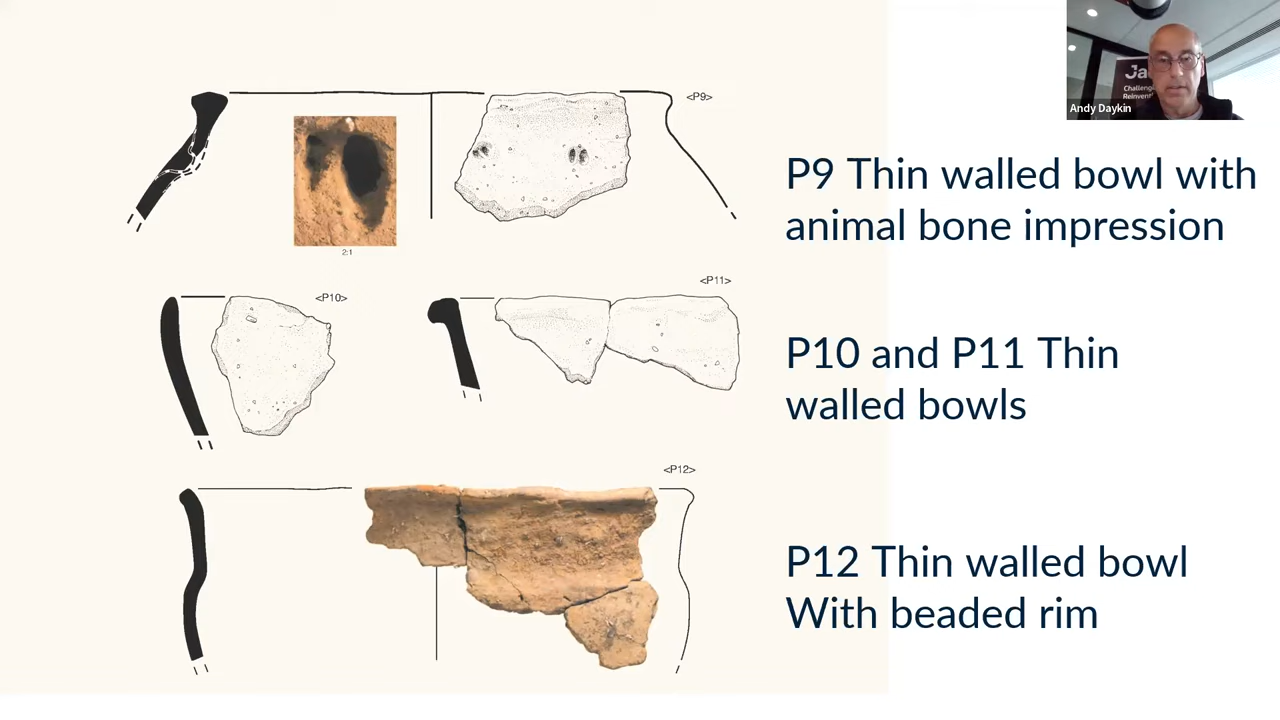 <P9>
Andy Daykin
Challenge
P9 Thin walled bowl with
animal bone impression
2:1
<P10>
<P11>
P10 and P11 Thin
walled bowls
<P12>
P12 Thin walled bowl
With beaded rim